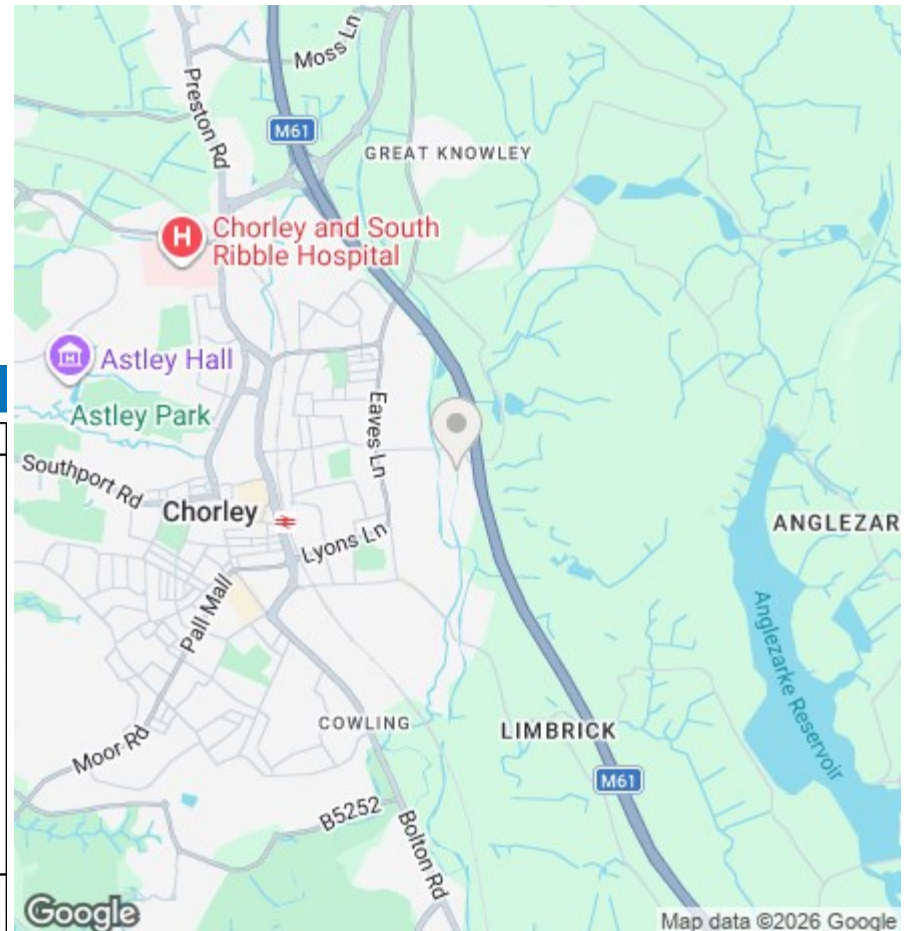 Moss Ln
Preston Rd
M61
GREAT KNOWLEY
H
Chorley and South
Ribble Hospital
Astley Hall
Astley Park
Eaves Ln
Southport Rd
Chorley
Lyons Ln
ANGLEZAR
Pall Mall
Anglezarke Reservoir
COWLING
LIMBRICK
Moor Rd
M61
B5252
Bolton Rd
Google
Map data ©2026 Google